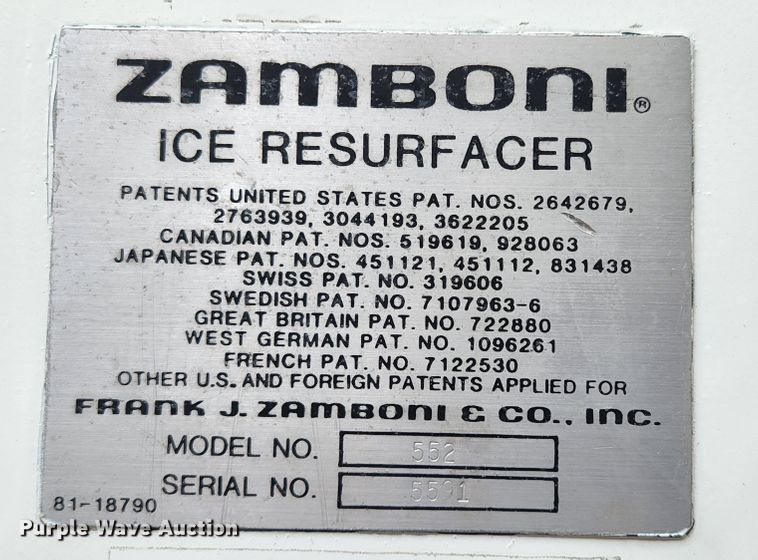 ZAMBONI®
ICE RESURFACER
PATENTS UNITED STATES PAT. NOS. 2642679,
2763939, 3044193, 3622205
CANADIAN PAT. NOS. 519619, 928063
JAPANESE PAT. NOS. 451121, 451112, 831438
SWISS PAT. NO. 319606
SWEDISH PAT. NO. 7107963-6
GREAT BRITAIN PAT. NO. 722880
WEST GERMAN PAT. NO. 1096261
FRENCH PAT. NO. 7122530
OTHER U.S. AND FOREIGN PATENTS APPLIED FOR
FRANK J. ZAMBONI & CO., INC.
MODEL NO. 552
SERIAL NO.
81-18790
Purple Wave Auction